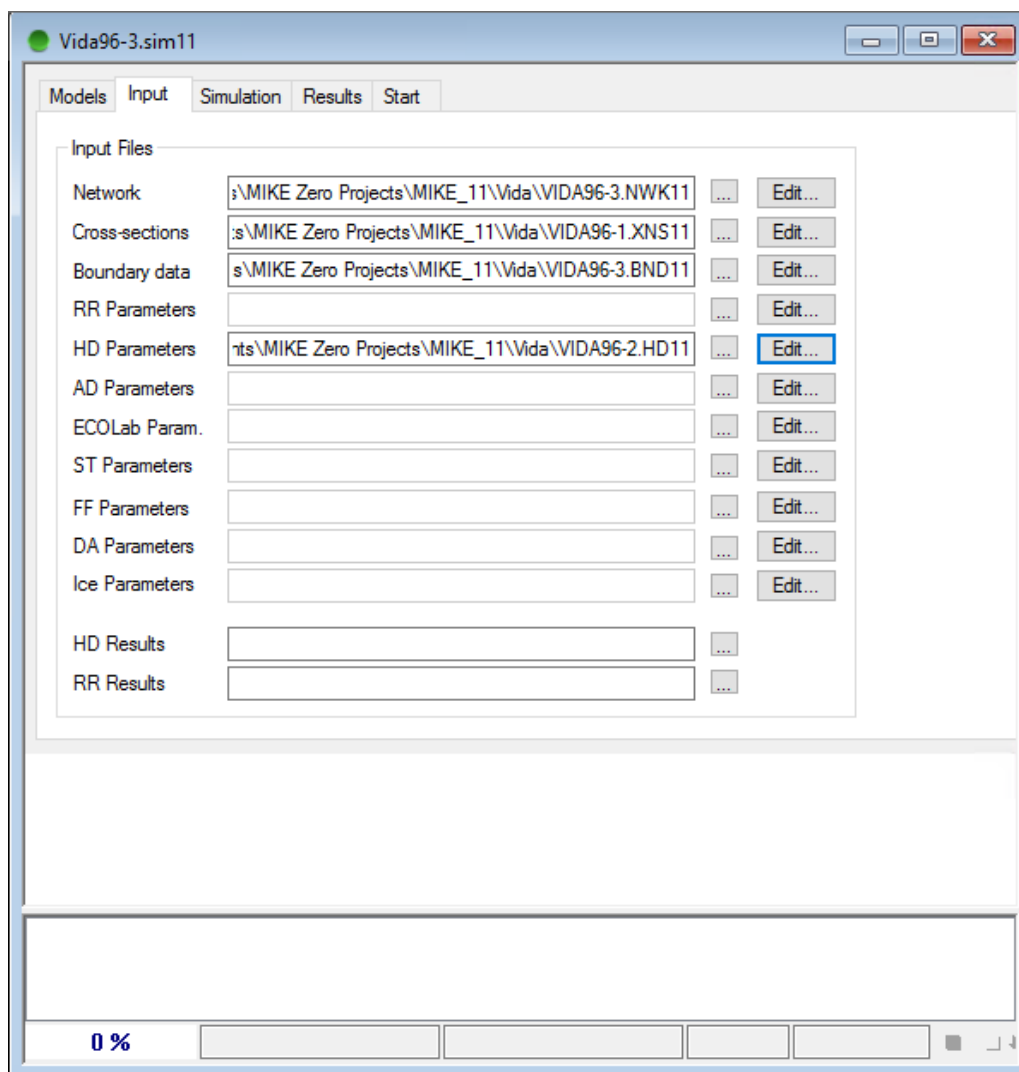 Vida96-3.sim11
Models Input Simulation Results Start
Input Files
Network s\MIKE Zero Projects\MIKE_11\Vida\VIDA96-3.NWK11 ... Edit...
Cross-sections ts\MIKE Zero Projects\MIKE_11\Vida\VIDA96-1.XNS11 ... Edit...
Boundary data s\MIKE Zero Projects\MIKE_11\Vida\VIDA96-3.BND11 ... Edit...
RR Parameters ... Edit...
HD Parameters nts\MIKE Zero Projects\MIKE_11\Vida\VIDA96-2.HD11 ... Edit...
AD Parameters ... Edit...
ECOLab Param. ... Edit...
ST Parameters ... Edit...
FF Parameters ... Edit...
DA Parameters ... Edit...
Ice Parameters ... Edit...
HD Results ...
RR Results ...
0 %